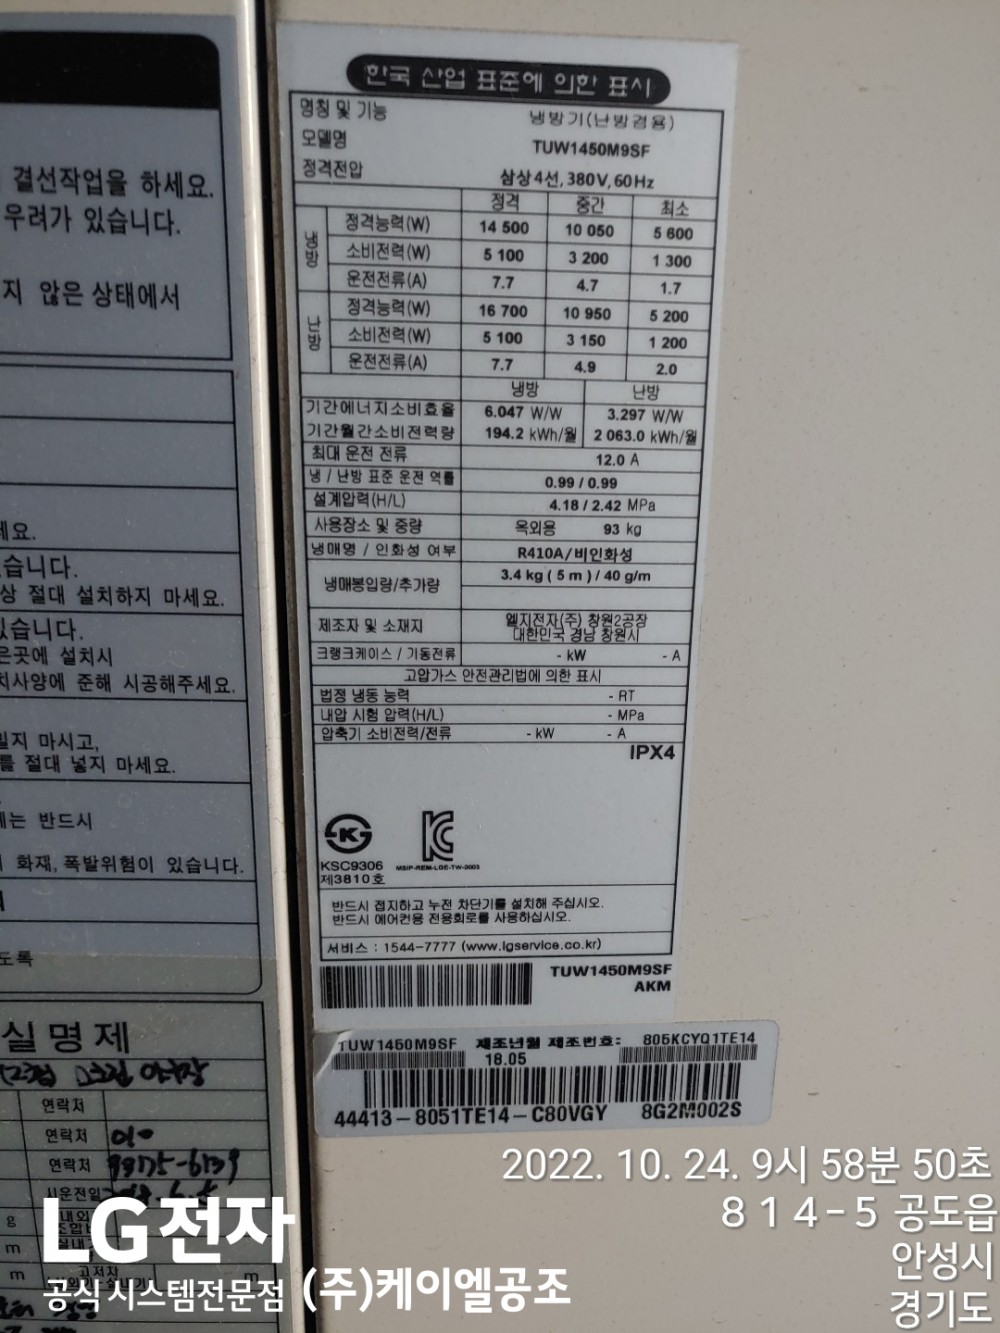 결선작업을 하세요.
우려가 있습니다.
지 않은 상태에서
세요.
습니다.
상 절대 설치하지 마세요.
있습니다.
은곳에 설치시
치사양에 준해 시공해주세요.
밀지 마시고,
를 절대 넣지 마세요.
에는 반드시
화재, 폭발위험이 있습니다.
도록
실명제
연락처
연락처 010
연락처
시운전일
g
m
m 고저차 m
한국 산업 표준에 의한 표시
명칭 및 기능 냉방기(난방겸용)
모델명 TUW1450M9SF
정격전압 삼상4선, 380V, 60Hz
정격 중간 최소
냉방 정격능력(W) 14 500 10 050 5 600
소비전력(W) 5 100 3 200 1 300
운전전류(A) 7.7 4.7 1.7
난방 정격능력(W) 16 700 10 950 5 200
소비전력(W) 5 100 3 150 1 200
운전전류(A) 7.7 4.9 2.0
냉방 난방
기간에너지소비효율 6.047 W/W 3.297 W/W
기간월간소비전력량 194.2 kWh/월 2 063.0 kWh/월
최대 운전 전류 12.0 A
냉 / 난방 표준 운전 역률 0.99 / 0.99
설계압력(H/L) 4.18 / 2.42 MPa
사용장소 및 중량 옥외용 93 kg
냉매명 / 인화성 여부 R410A/비인화성
냉매봉입량/추가량 3.4 kg ( 5 m ) / 40 g/m
제조자 및 소재지 엘지전자(주) 창원2공장
대한민국 경남 창원시
크랭크케이스 / 기동전류 - kW - A
고압가스 안전관리법에 의한 표시
법정 냉동 능력 - RT
내압 시험 압력(H/L) - MPa
압축기 소비전력/전류 - kW - A
IPX4
KSC9306
제3810호
MSIP-REM-LGE-TW-2003
반드시 접지하고 누전 차단기를 설치해 주십시오.
반드시 에어컨용 전용회로를 사용하십시오.
서비스 : 1544-7777 (www.lgservice.co.kr)
TUW1450M9SF
AKM
TUW1450M9SF 제조년월 제조번호: 805KCYQ1TE14
18.05
44413-8051TE14-C80VGY 8G2M002S
2022. 10. 24. 9시 58분 50초
814-5 공도읍
안성시
경기도
LG전자
공식 시스템전문점 (주)케이엘공조